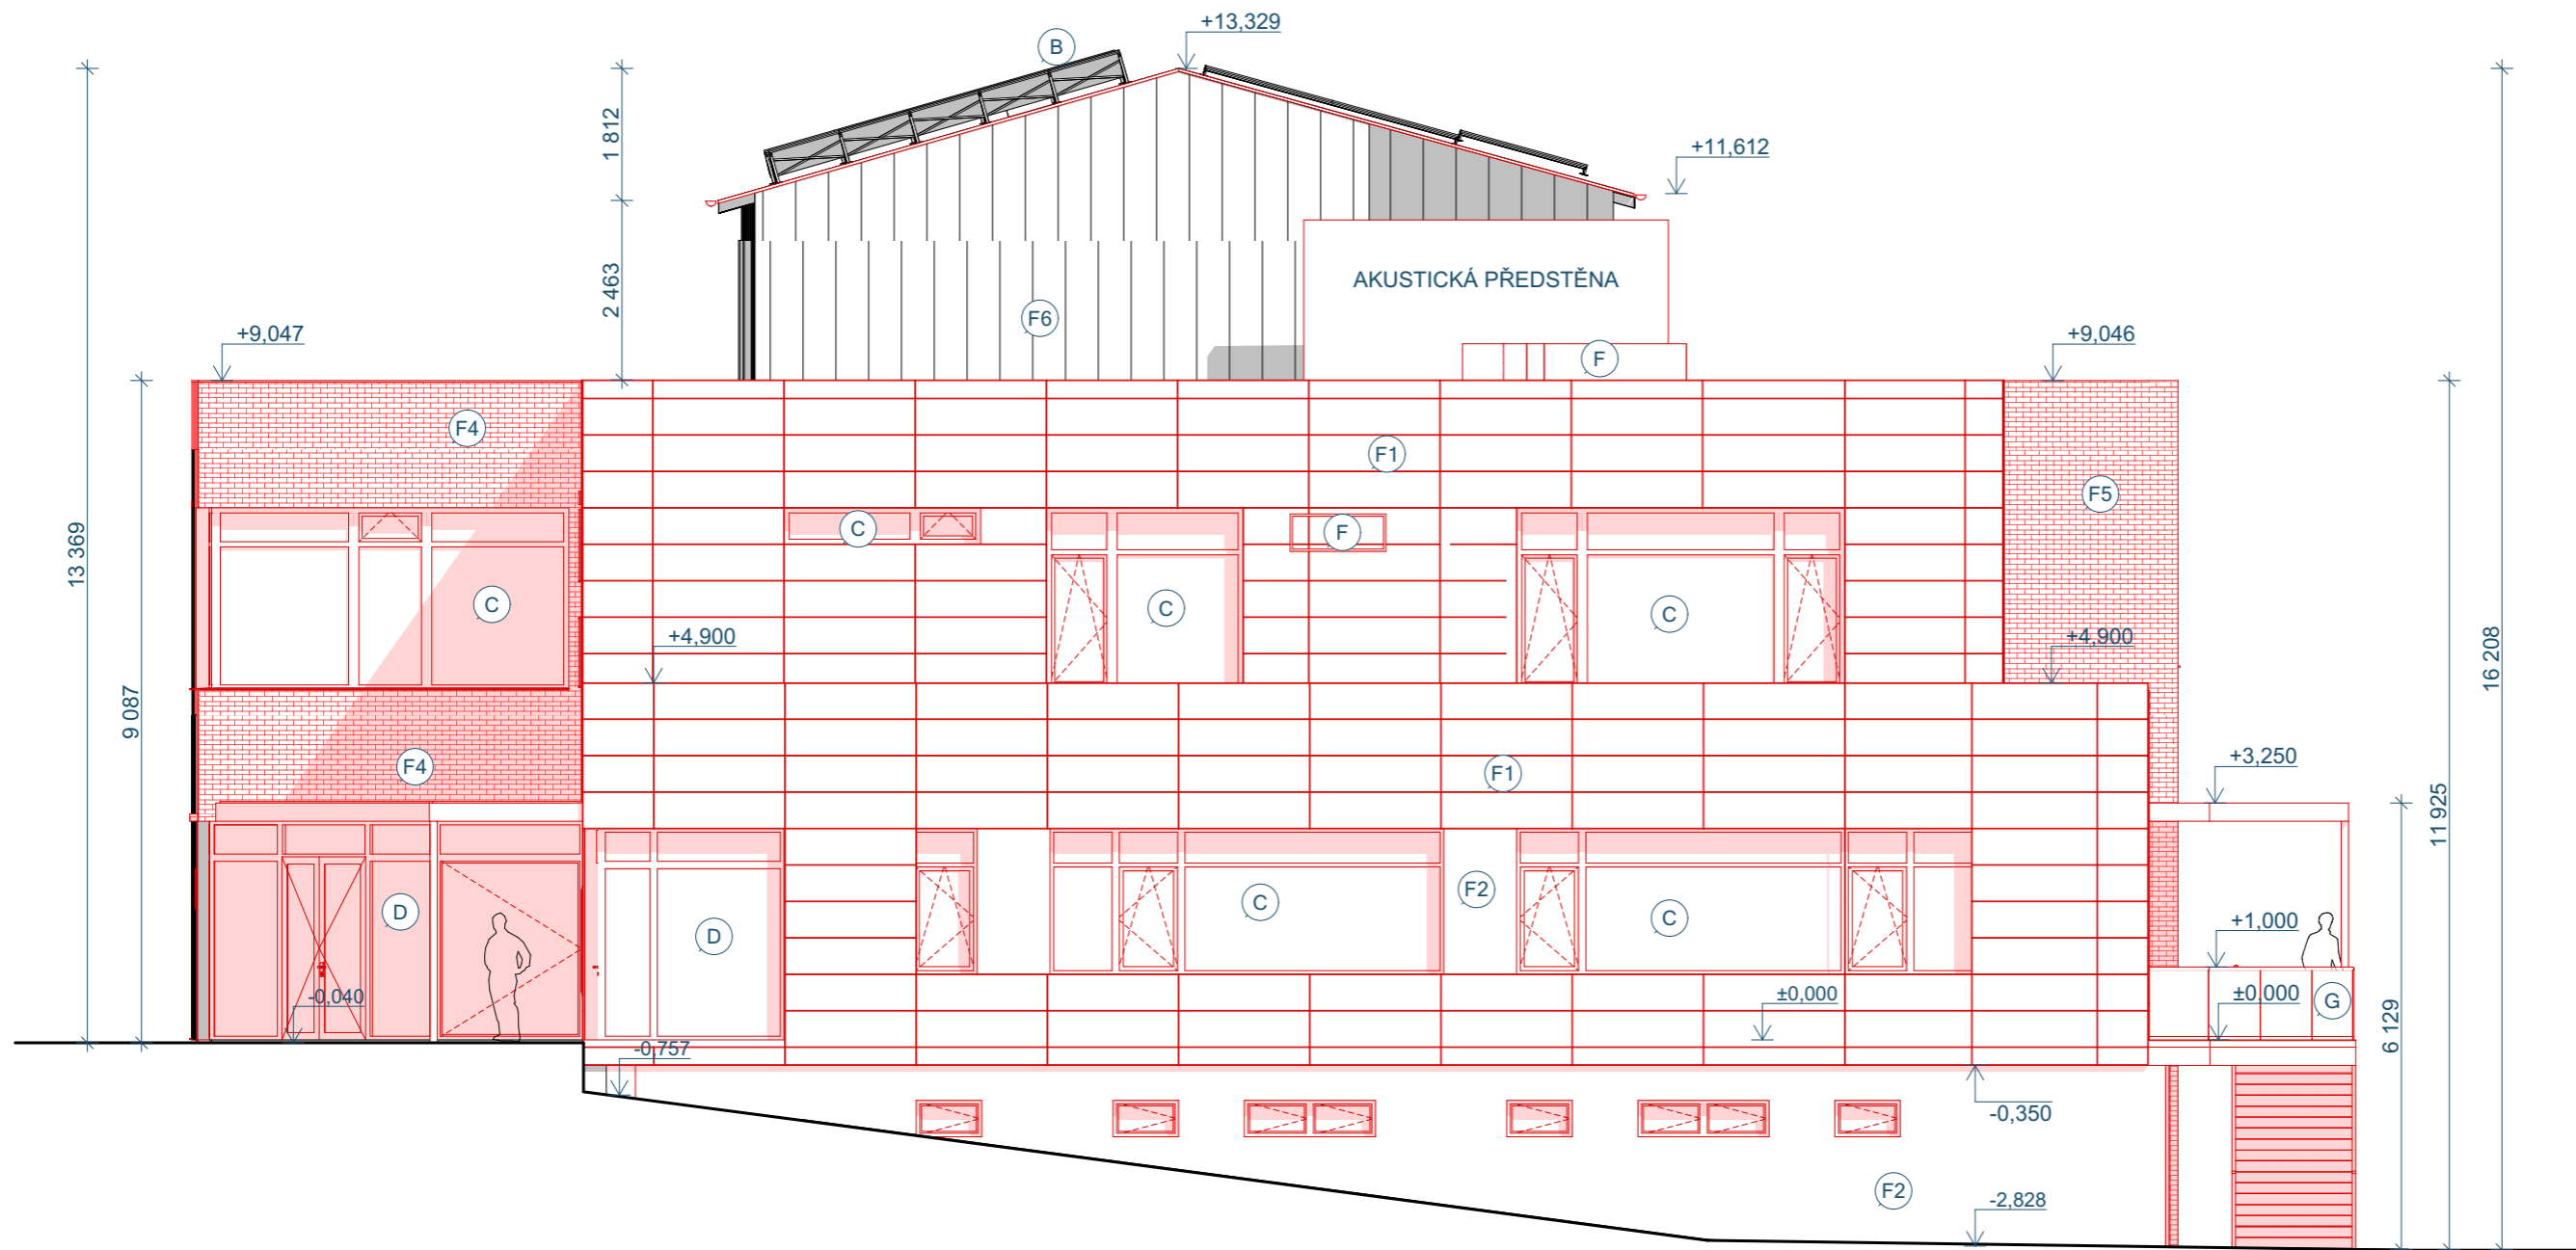 +13,329
B
1 812
+11,612
2 463
AKUSTICKÁ PŘEDSTĚNA
F6
+9,047
F
+9,046
F4
F1
F5
13 369
C
F
C
C
C
+4,900
+4,900
16 208
9 087
F4
F1
+3,250
11 925
D
D
C
F2
C
+1,000
-0,040
±0,000
±0,000
G
6 129
-0,757
-0,350
F2
-2,828